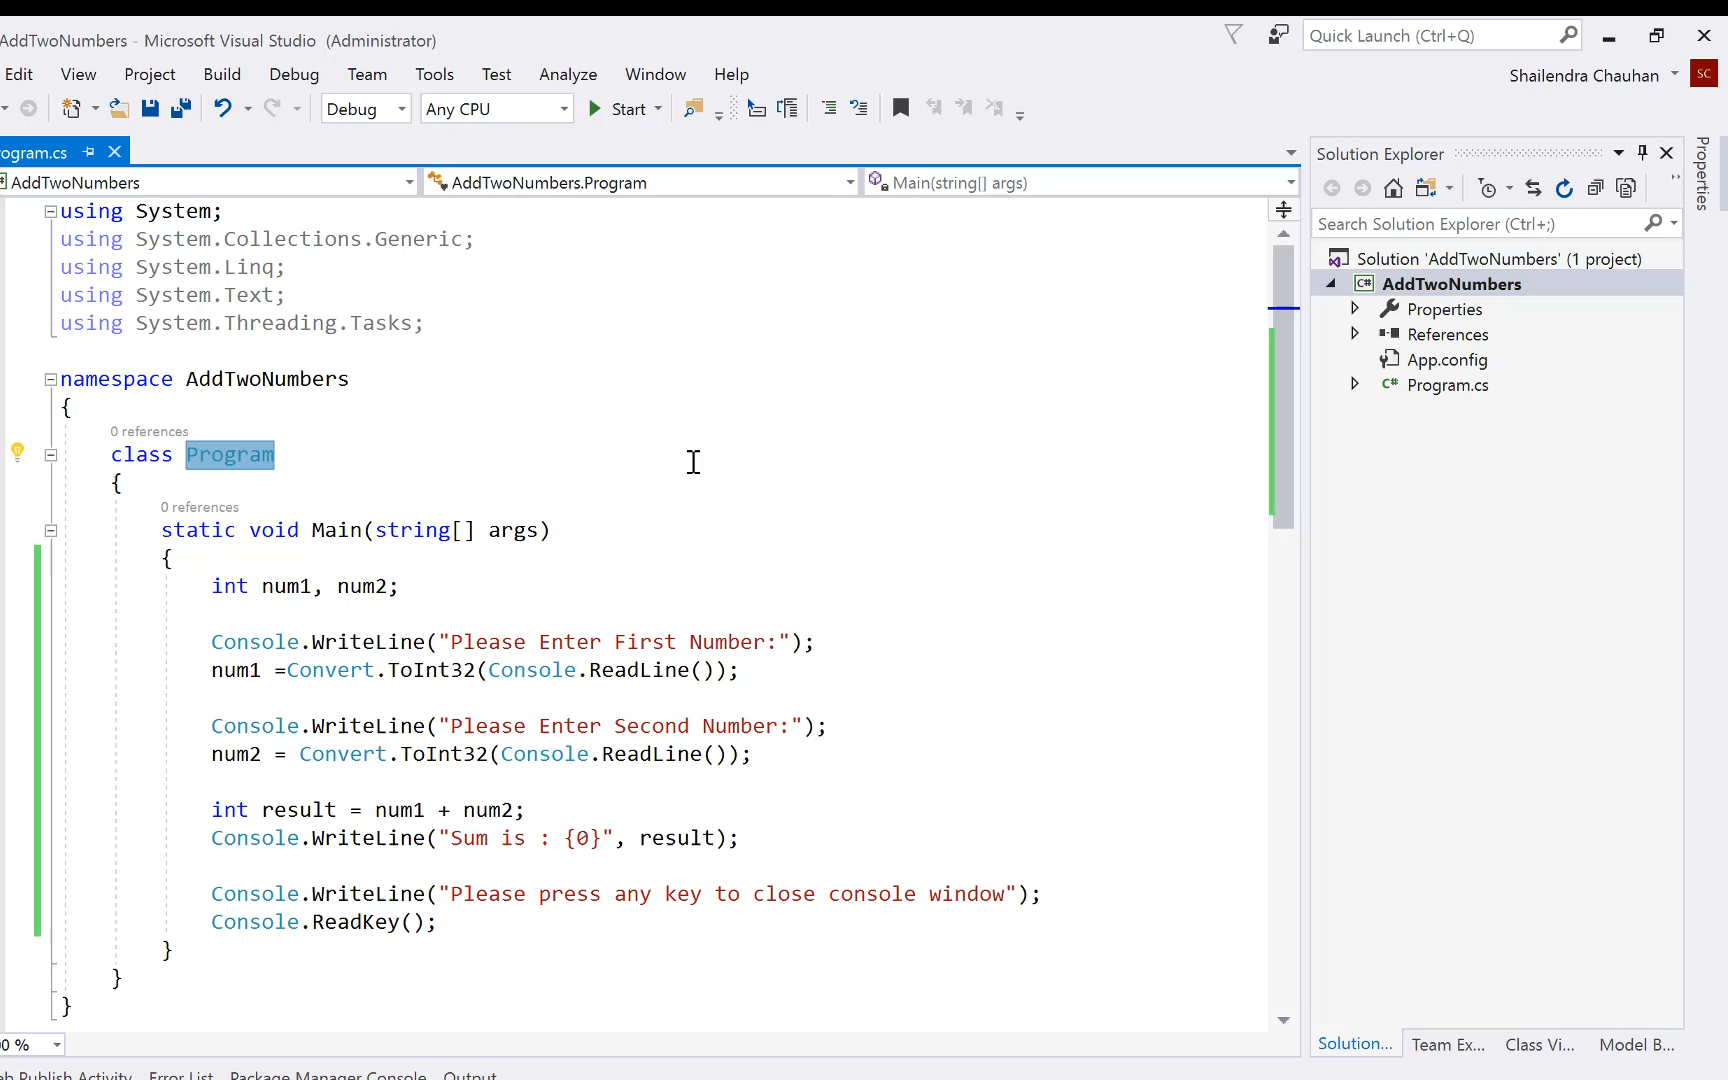 AddTwoNumbers - Microsoft Visual Studio (Administrator)
Quick Launch (Ctrl+Q)
Edit View Project Build Debug Team Tools Test Analyze Window Help
Shailendra Chauhan SC
Debug Any CPU Start
ogram.cs
AddTwoNumbers AddTwoNumbers.Program Main(string[] args)
using System;
using System.Collections.Generic;
using System.Linq;
using System.Text;
using System.Threading.Tasks;
namespace AddTwoNumbers
{
0 references
class Program
{
0 references
static void Main(string[] args)
{
int num1, num2;
Console.WriteLine("Please Enter First Number:");
num1 =Convert.ToInt32(Console.ReadLine());
Console.WriteLine("Please Enter Second Number:");
num2 = Convert.ToInt32(Console.ReadLine());
int result = num1 + num2;
Console.WriteLine("Sum is : {0}", result);
Console.WriteLine("Please press any key to close console window");
Console.ReadKey();
}
}
}
0 %
eb Publish Activity Error List Package Manager Console Output
Solution Explorer
Search Solution Explorer (Ctrl+;)
Solution 'AddTwoNumbers' (1 project)
C# AddTwoNumbers
Properties
References
App.config
C# Program.cs
Solution... Team Ex... Class Vi... Model B...
Properties